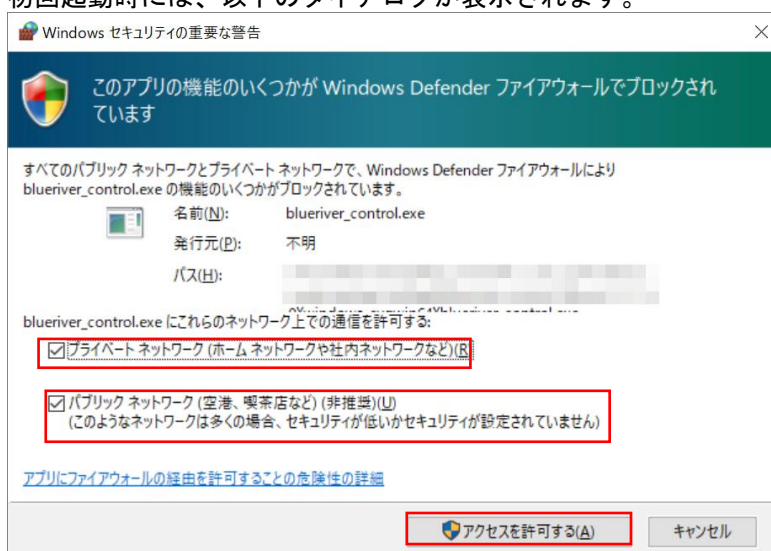 初回起動時には、以下のダイアログが表示されます。
Windows セキュリティの重要な警告
このアプリの機能のいくつかが Windows Defender ファイアウォールでブロックされ
ています
すべてのパブリック ネットワークとプライベート ネットワークで、Windows Defender ファイアウォールにより
blueriver_control.exe の機能のいくつかがブロックされています。
名前(N): blueriver_control.exe
発行元(P): 不明
パス(H):
blueriver_control.exe にこれらのネットワーク上での通信を許可する:
プライベート ネットワーク (ホーム ネットワークや社内ネットワークなど)(R)
パブリック ネットワーク (空港、喫茶店など) (非推奨)(U)
(このようなネットワークは多くの場合、セキュリティが低いかセキュリティが設定されていません)
アプリにファイアウォールの経由を許可することの危険性の詳細
アクセスを許可する(A) キャンセル